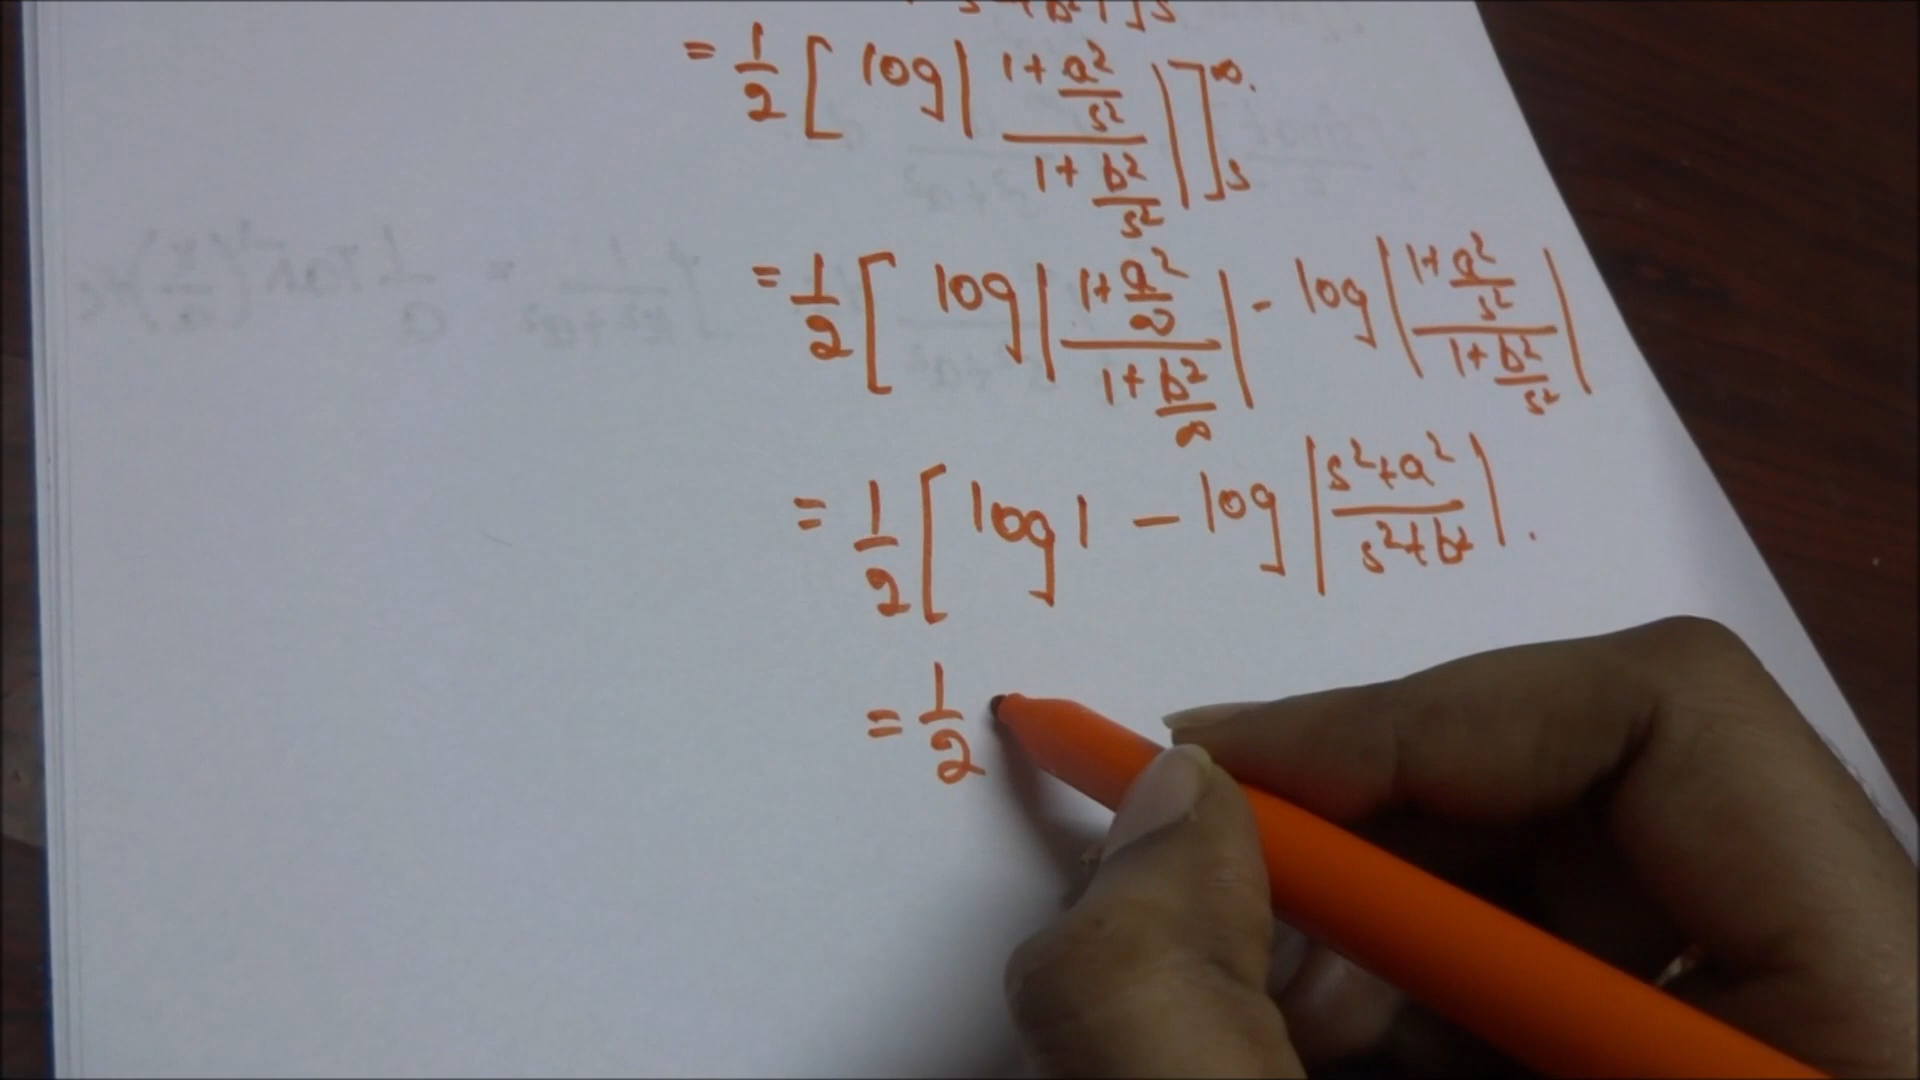 = 1/2 [ log | (1 + a²/s²) / (1 + b²/s²) | ]ₛ^∞
= 1/2 [ log | (1 + a²/∞) / (1 + b²/∞) | - log | (1 + a²/s²) / (1 + b²/s²) |
= 1/2 [ log 1 - log | (s² + a²) / (s² + b²) | .
= 1/2